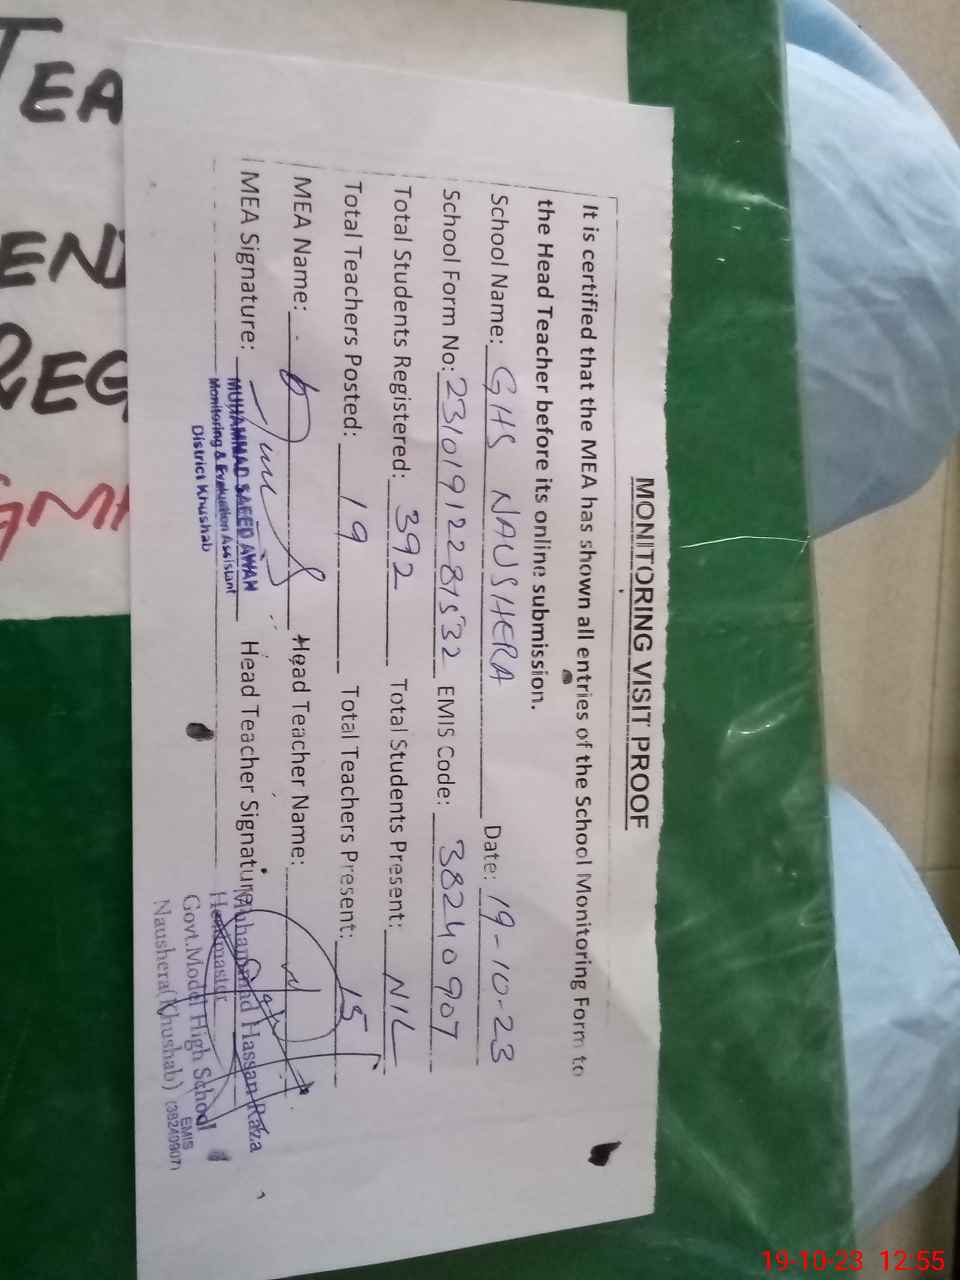 MONITORING VISIT PROOF
It is certified that the MEA has shown all entries of the School Monitoring Form to
the Head Teacher before its online submission.
School Name: GHS NAUSHERA Date: 19-10-23
School Form No: 23101912287532 EMIS Code: 38240907
Total Students Registered: 392 Total Students Present: NIL
Total Teachers Posted: 19 Total Teachers Present: 15
MEA Name: Head Teacher Name:
MEA Signature: Head Teacher Signature
MUHAMMAD SAEED AWAN
Monitoring & Evaluation Assistant
District Khushab
Muhammad Hassan Raza
Headmaster
Govt.Model High School
Naushera(Khushab) EMIS (38240907)
TEA
REG
19-10-23 12:55